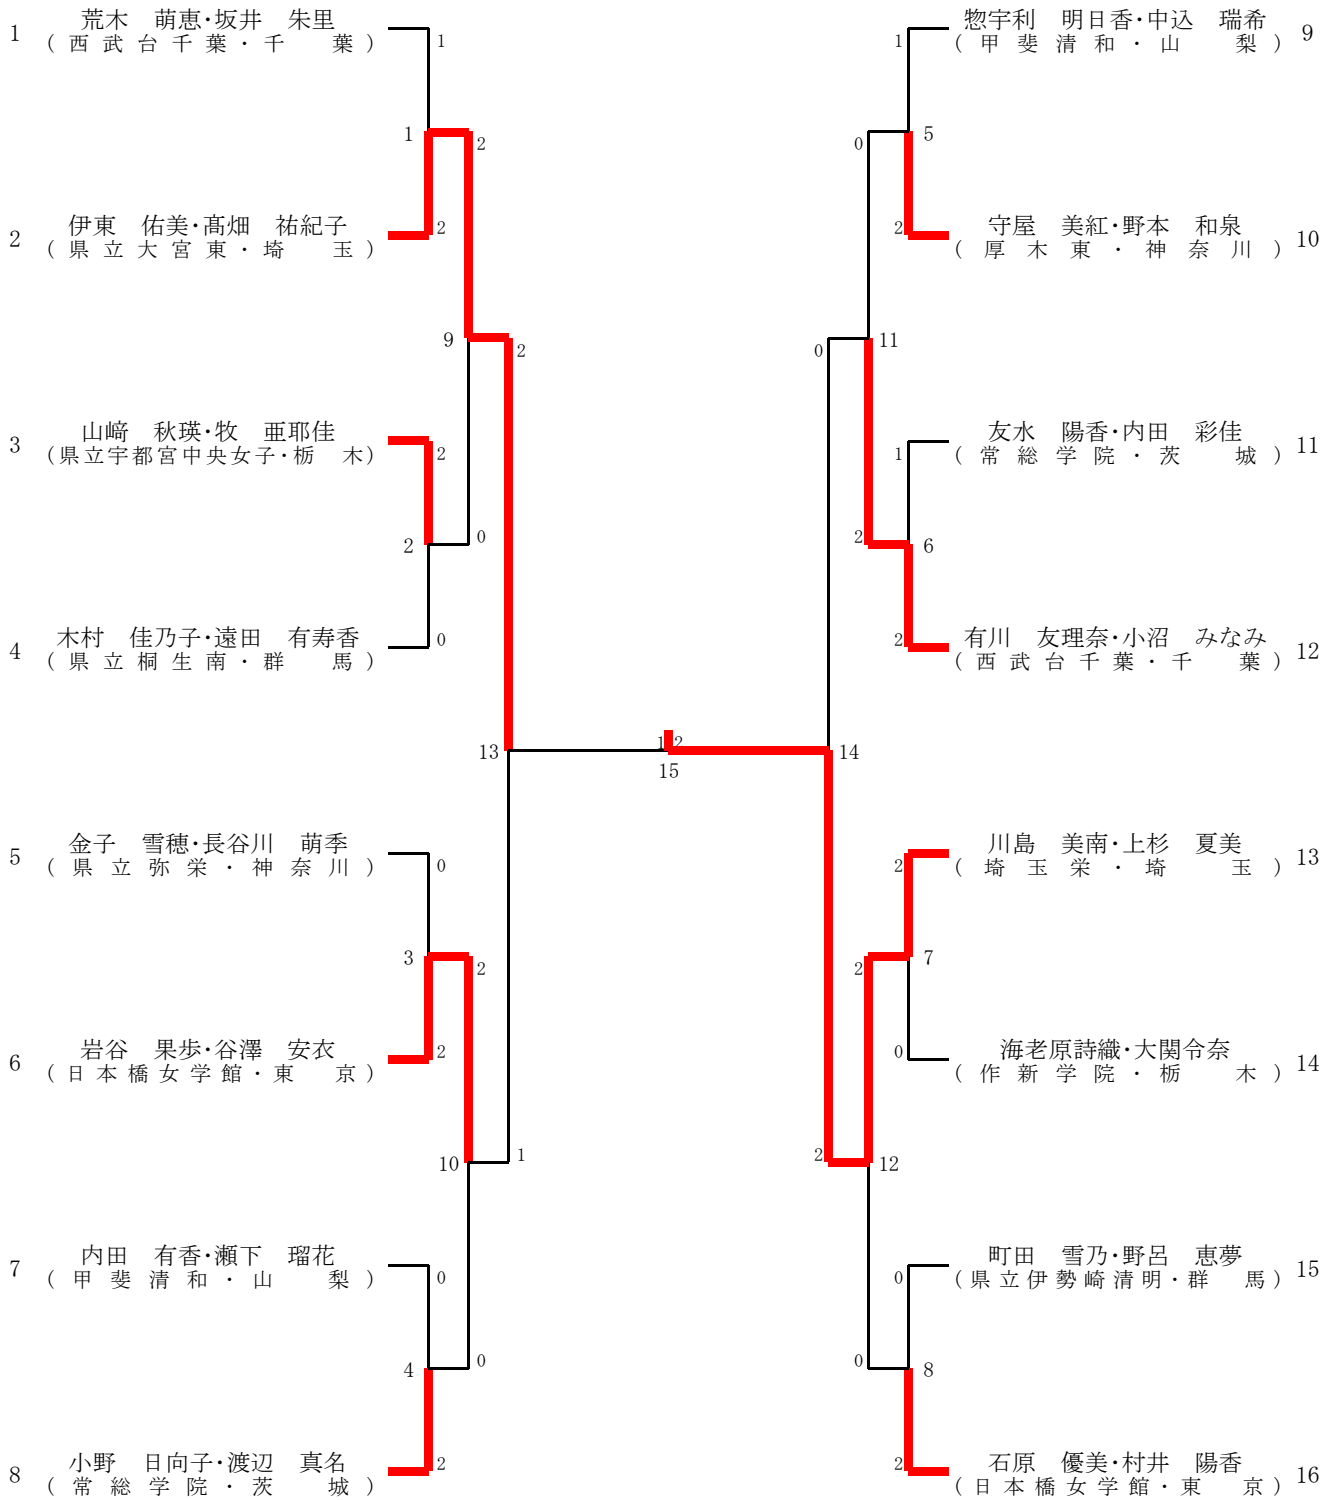 1 荒木　萌恵・坂井　朱里
(西武台千葉・千　葉)
1
1
2
2 伊東　佑美・髙畑　祐紀子
(県立大宮東・埼　玉)
2
9
2
3 山﨑　秋瑛・牧　亜耶佳
(県立宇都宮中央女子・栃　木)
2
2
0
4 木村　佳乃子・遠田　有寿香
(県立桐生南・群　馬)
0
13
5 金子　雪穂・長谷川　萌季
(県立弥栄・神奈川)
0
3
2
6 岩谷　果歩・谷澤　安衣
(日本橋女学館・東　京)
2
10
1
7 内田　有香・瀬下　瑠花
(甲斐清和・山　梨)
0
4
0
8 小野　日向子・渡辺　真名
(常総学院・茨　城)
2
1 2
15
惣宇利　明日香・中込　瑞希 9
(甲斐清和・山　梨)
1
0
5
守屋　美紅・野本　和泉 10
(厚木東・神奈川)
2
0
11
友水　陽香・内田　彩佳 11
(常総学院・茨　城)
1
2
6
有川　友理奈・小沼　みなみ 12
(西武台千葉・千　葉)
2
14
川島　美南・上杉　夏美 13
(埼玉栄・埼　玉)
2
2
7
海老原詩織・大関令奈 14
(作新学院・栃　木)
0
2
12
町田　雪乃・野呂　恵夢 15
(県立伊勢崎清明・群　馬)
0
0
8
石原　優美・村井　陽香 16
(日本橋女学館・東　京)
2